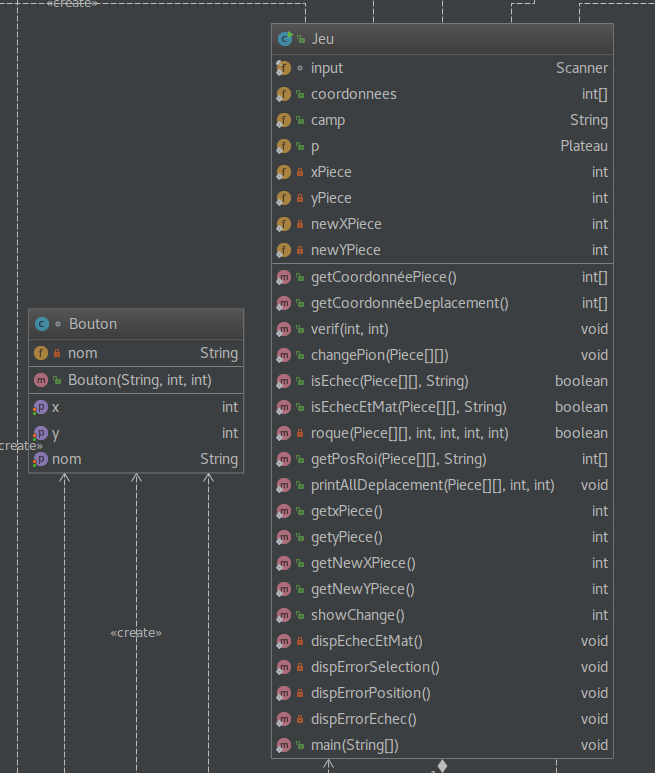 «create»
Jeu
input Scanner
coordonnees int[]
camp String
p Plateau
xPiece int
yPiece int
newXPiece int
newYPiece int
getCoordonnéePiece() int[]
getCoordonnéeDeplacement() int[]
verif(int, int) void
changePion(Piece[][]) void
isEchec(Piece[][], String) boolean
isEchecEtMat(Piece[][], String) boolean
roque(Piece[][], int, int, int, int) boolean
getPosRoi(Piece[][], String) int[]
printAllDeplacement(Piece[][], int, int) void
getxPiece() int
getyPiece() int
getNewXPiece() int
getNewYPiece() int
showChange() int
dispEchecEtMat() void
dispErrorSelection() void
dispErrorPosition() void
dispErrorEchec() void
main(String[]) void
Bouton
nom String
Bouton(String, int, int)
x int
y int
nom String
create»
«create»